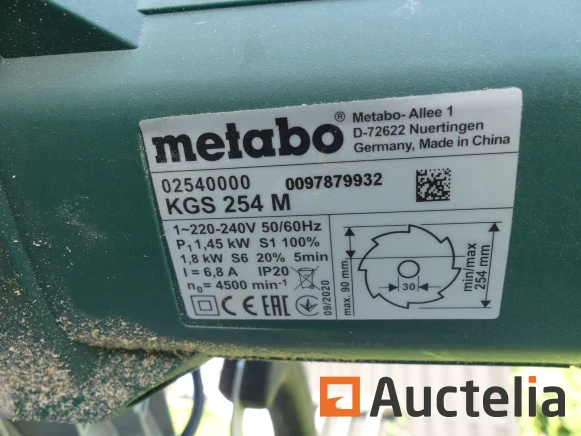 metabo®
Metabo- Allee 1
D-72622 Nuertingen
Germany, Made in China
02540000 0097879932
KGS 254 M
1~220-240V 50/60Hz
P₁ 1,45 kW S1 100%
1,8 kW S6 20% 5min
I = 6,8 A IP20
n₀= 4500 min⁻¹
CE EAC
09/2020
max. 90 mm
30
min/max
254 mm
Auctelia